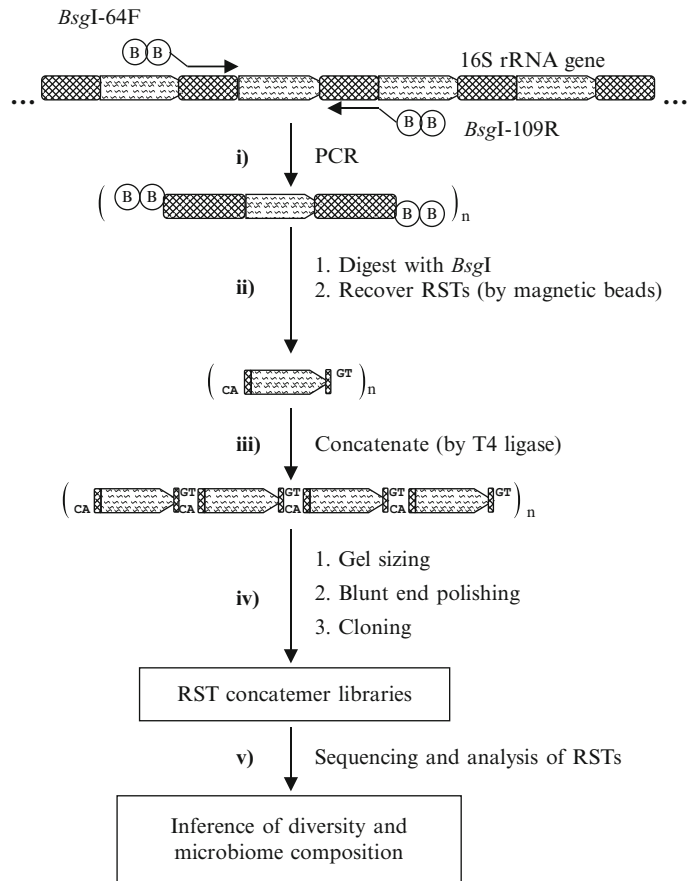 BsgI-64F
B B
16S rRNA gene
... ...
B B
BsgI-109R
i) PCR
( B B B B )n
1. Digest with BsgI
ii) 2. Recover RSTs (by magnetic beads)
( CA GT )n
iii) Concatenate (by T4 ligase)
( CA GT CA GT CA GT CA GT )n
1. Gel sizing
iv) 2. Blunt end polishing
3. Cloning
RST concatemer libraries
v) Sequencing and analysis of RSTs
Inference of diversity and
microbiome composition